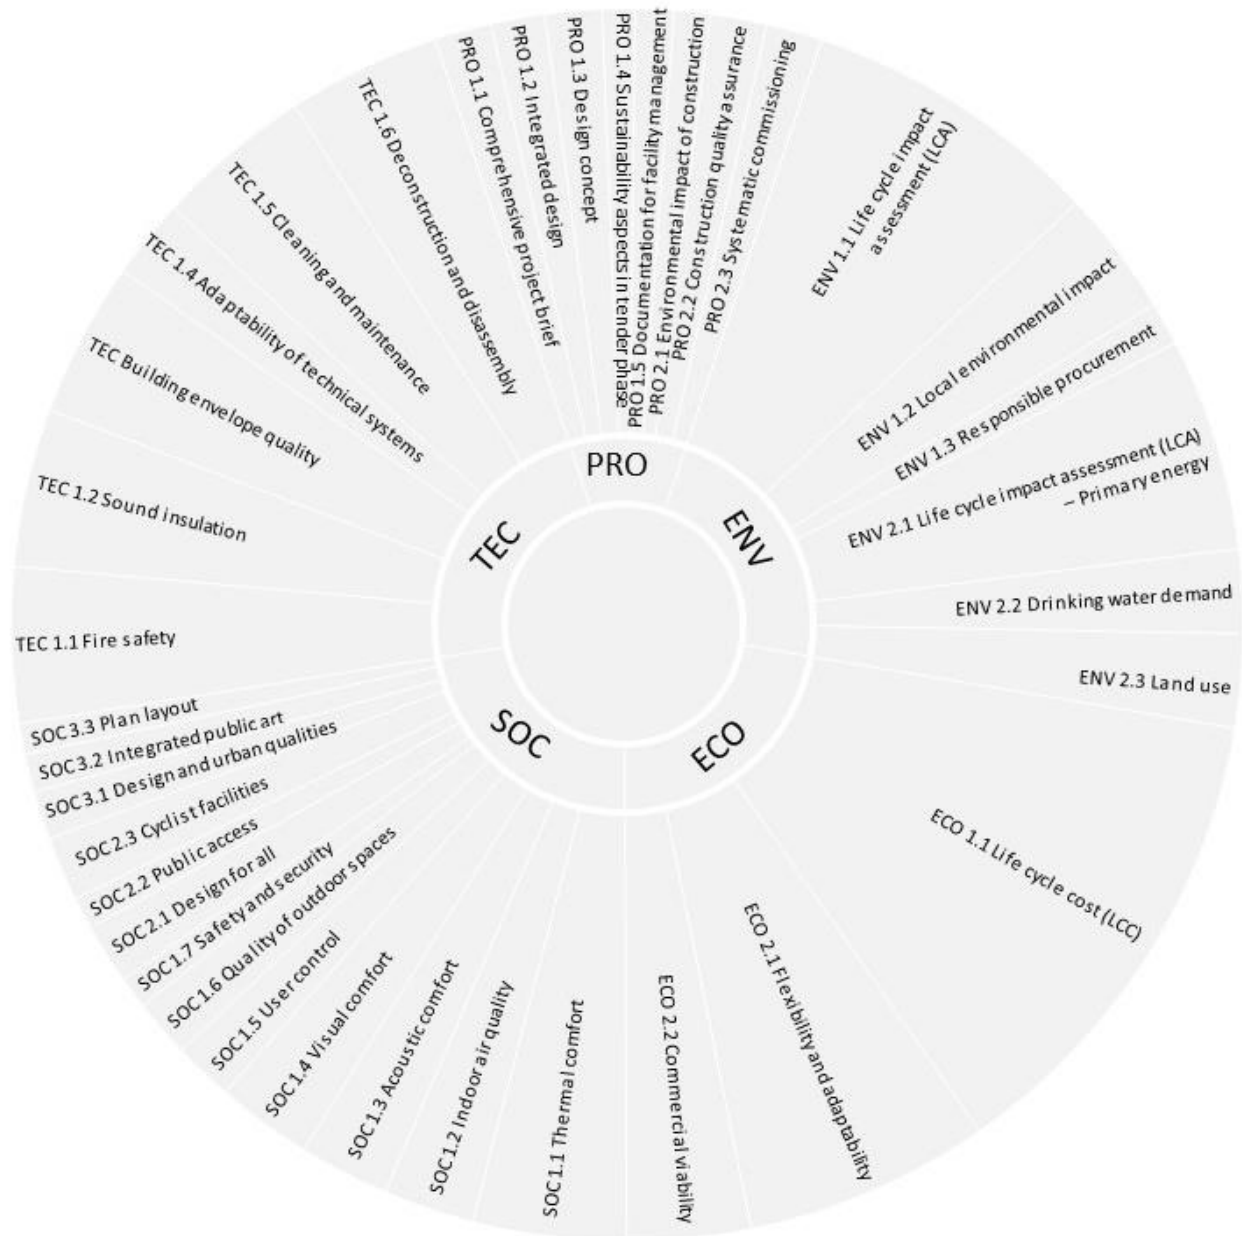 PRO
ENV
ECO
SOC
TEC
PRO 1.1 Comprehensive project brief
PRO 1.2 Integrated design
PRO 1.3 Design concept
PRO 1.4 Sustainability aspects in tender phase
PRO 1.5 Documentation for facility management
PRO 2.1 Environmental impact of construction
PRO 2.2 Construction quality assurance
PRO 2.3 Systematic commissioning
ENV 1.1 Life cycle impact
assessment (LCA)
ENV 1.2 Local environmental impact
ENV 1.3 Responsible procurement
ENV 2.1 Life cycle impact assessment (LCA)
– Primary energy
ENV 2.2 Drinking water demand
ENV 2.3 Land use
ECO 1.1 Life cycle cost (LCC)
ECO 2.1 Flexibility and adaptability
ECO 2.2 Commercial viability
SOC 1.1 Thermal comfort
SOC 1.2 Indoor air quality
SOC 1.3 Acoustic comfort
SOC 1.4 Visual comfort
SOC 1.5 User control
SOC 1.6 Quality of outdoor spaces
SOC 1.7 Safety and security
SOC 2.1 Design for all
SOC 2.2 Public access
SOC 2.3 Cyclist facilities
SOC 3.1 Design and urban qualities
SOC 3.2 Integrated public art
SOC 3.3 Plan layout
TEC 1.1 Fire safety
TEC 1.2 Sound insulation
TEC Building envelope quality
TEC 1.4 Adaptability of technical systems
TEC 1.5 Cleaning and maintenance
TEC 1.6 Deconstruction and disassembly